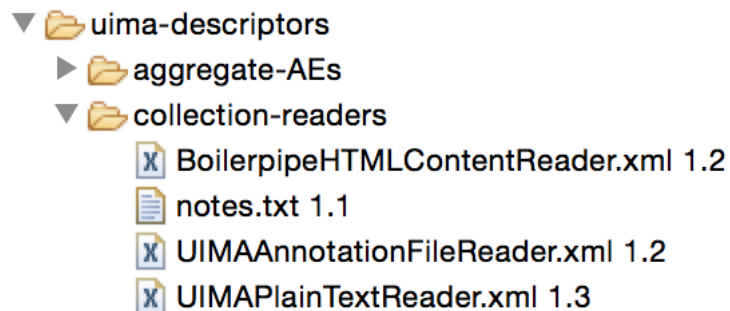 uima-descriptors
aggregate-AEs
collection-readers
BoilerpipeHTMLContentReader.xml 1.2
notes.txt 1.1
UIMAAnnotationFileReader.xml 1.2
UIMAPlainTextReader.xml 1.3